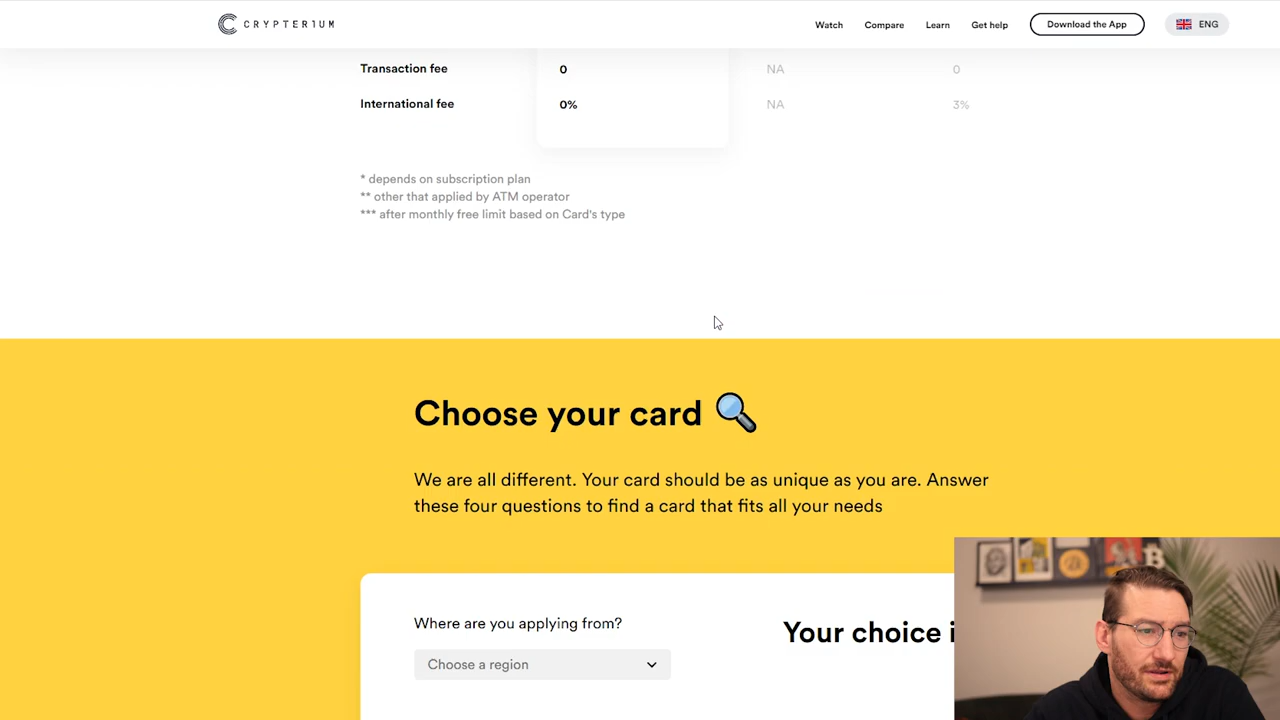 CRYPTERIUM
Watch
Compare
Learn
Get help
Download the App
ENG
Transaction fee 0 NA 0
International fee 0% NA 3%
* depends on subscription plan
** other that applied by ATM operator
*** after monthly free limit based on Card's type
Choose your card
We are all different. Your card should be as unique as you are. Answer
these four questions to find a card that fits all your needs
Where are you applying from?
Your choice i
Choose a region